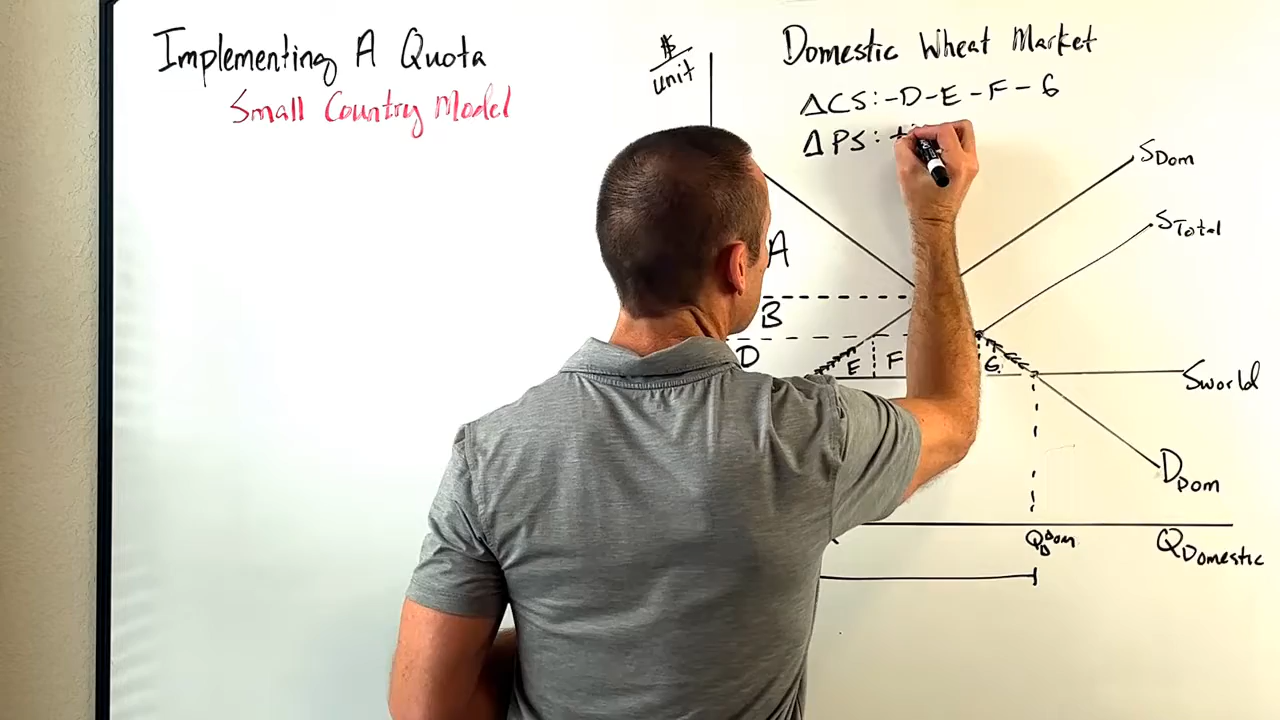 Implementing A Quota
Small Country Model
$/unit
Domestic Wheat Market
ΔCS: -D-E-F-G
ΔPS: +
S Dom
S Total
A
B
D
E
F
G
S world
D Dom
Q D Dom
Q Domestic